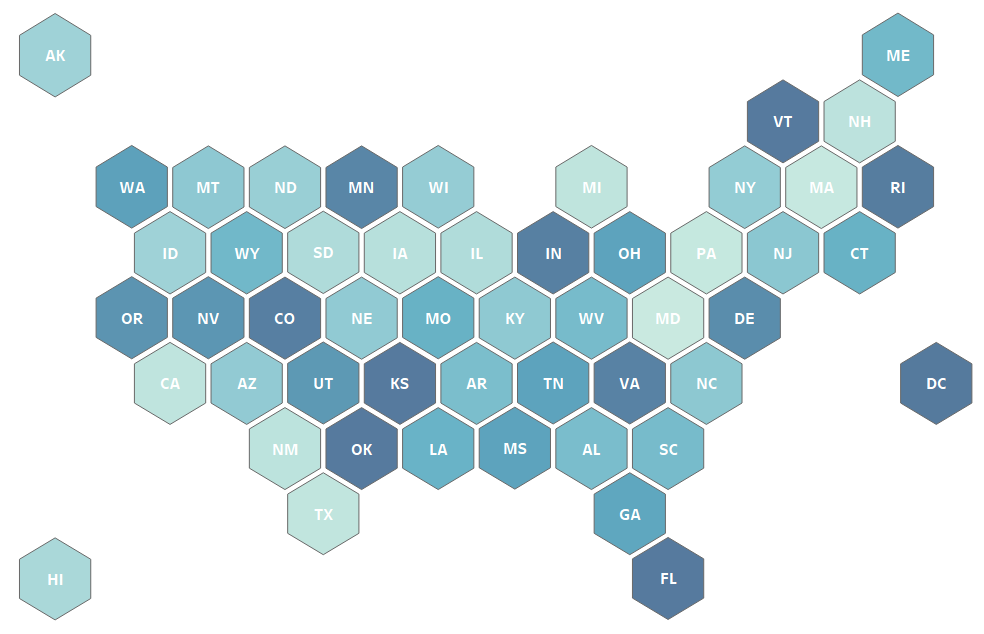 AK ME
VT NH
WA MT ND MN WI MI NY MA RI
ID WY SD IA IL IN OH PA NJ CT
OR NV CO NE MO KY WV MD DE
CA AZ UT KS AR TN VA NC DC
NM OK LA MS AL SC
TX GA
HI FL